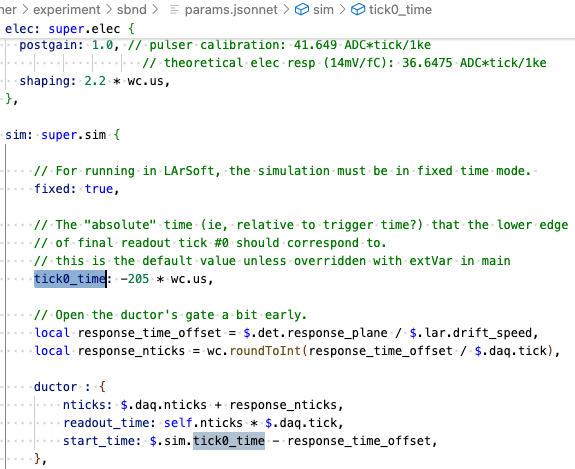 ner > experiment > sbnd > params.jsonnet > sim > tick0_time
elec: super.elec {
postgain: 1.0, // pulser calibration: 41.649 ADC*tick/1ke
// theoretical elec resp (14mV/fC): 36.6475 ADC*tick/1ke
shaping: 2.2 * wc.us,
},
sim: super.sim {
// For running in LArSoft, the simulation must be in fixed time mode.
fixed: true,
// The "absolute" time (ie, relative to trigger time?) that the lower edge
// of final readout tick #0 should correspond to.
// this is the default value unless overridden with extVar in main
tick0_time: -205 * wc.us,
// Open the ductor's gate a bit early.
local response_time_offset = $.det.response_plane / $.lar.drift_speed,
local response_nticks = wc.roundToInt(response_time_offset / $.daq.tick),
ductor : {
nticks: $.daq.nticks + response_nticks,
readout_time: self.nticks * $.daq.tick,
start_time: $.sim.tick0_time - response_time_offset,
},